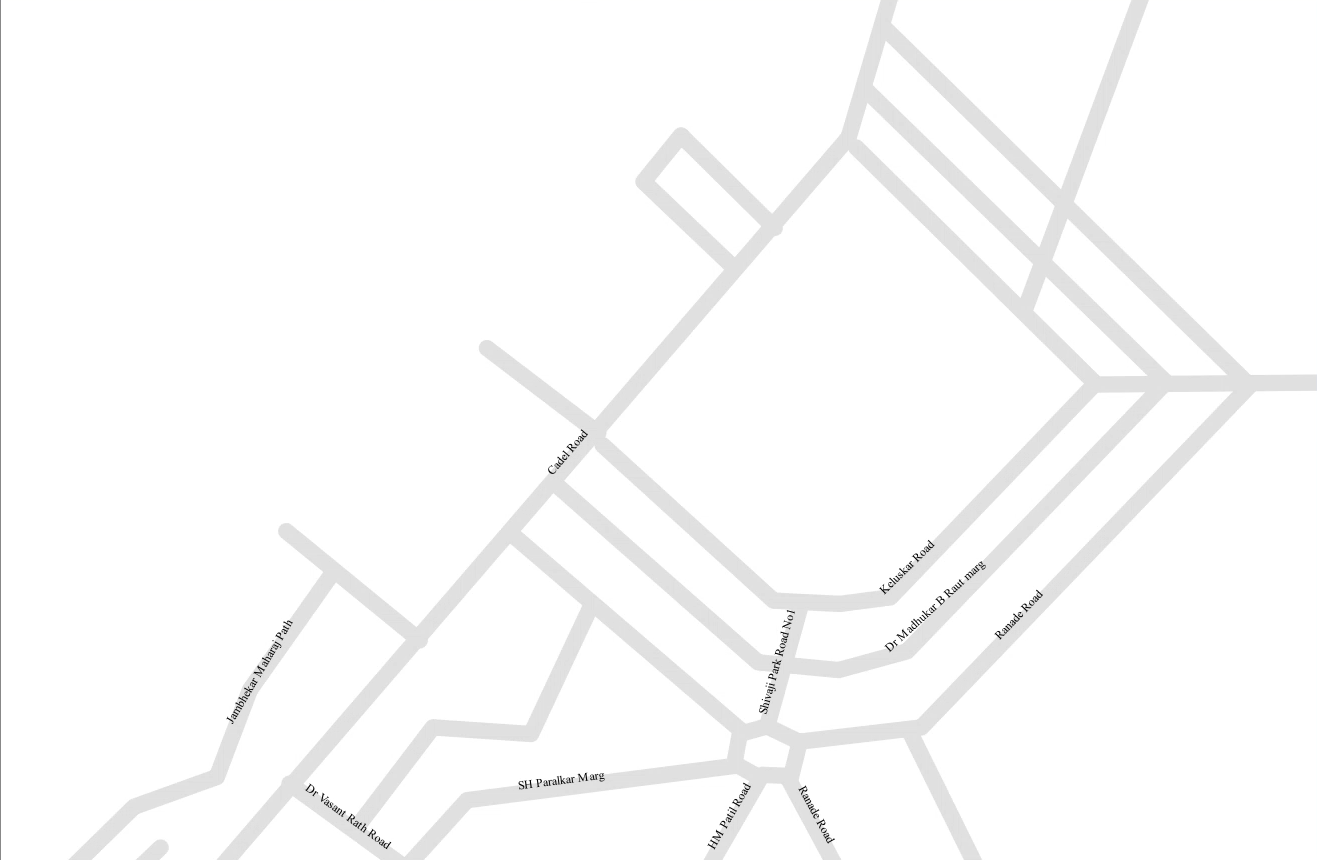 Cadel Road
Keluskar Road
Dr Madhukar B Raut marg
Ranade Road
Shivaji Park Road No1
Jambhekar Maharaj Path
SH Paralkar Marg
Dr Vasant Rath Road
HM Patil Road
Ranade Road